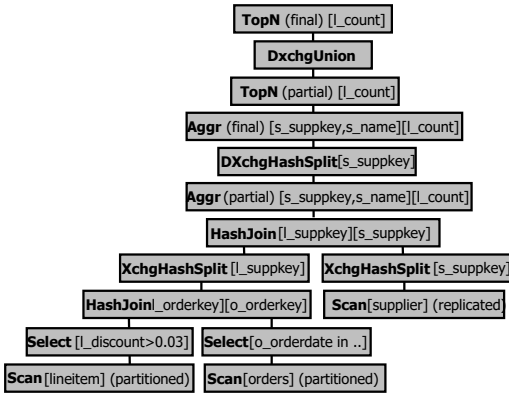 TopN (final) [l_count]
DxchgUnion
TopN (partial) [l_count]
Aggr (final) [s_suppkey,s_name][l_count]
DXchgHashSplit[s_suppkey]
Aggr (partial) [s_suppkey,s_name][l_count]
HashJoin[l_suppkey][s_suppkey]
XchgHashSplit [l_suppkey] XchgHashSplit [s_suppkey]
HashJoinl_orderkey][o_orderkey] Scan[supplier] (replicated)
Select [l_discount>0.03] Select[o_orderdate in ..]
Scan[lineitem] (partitioned) Scan[orders] (partitioned)